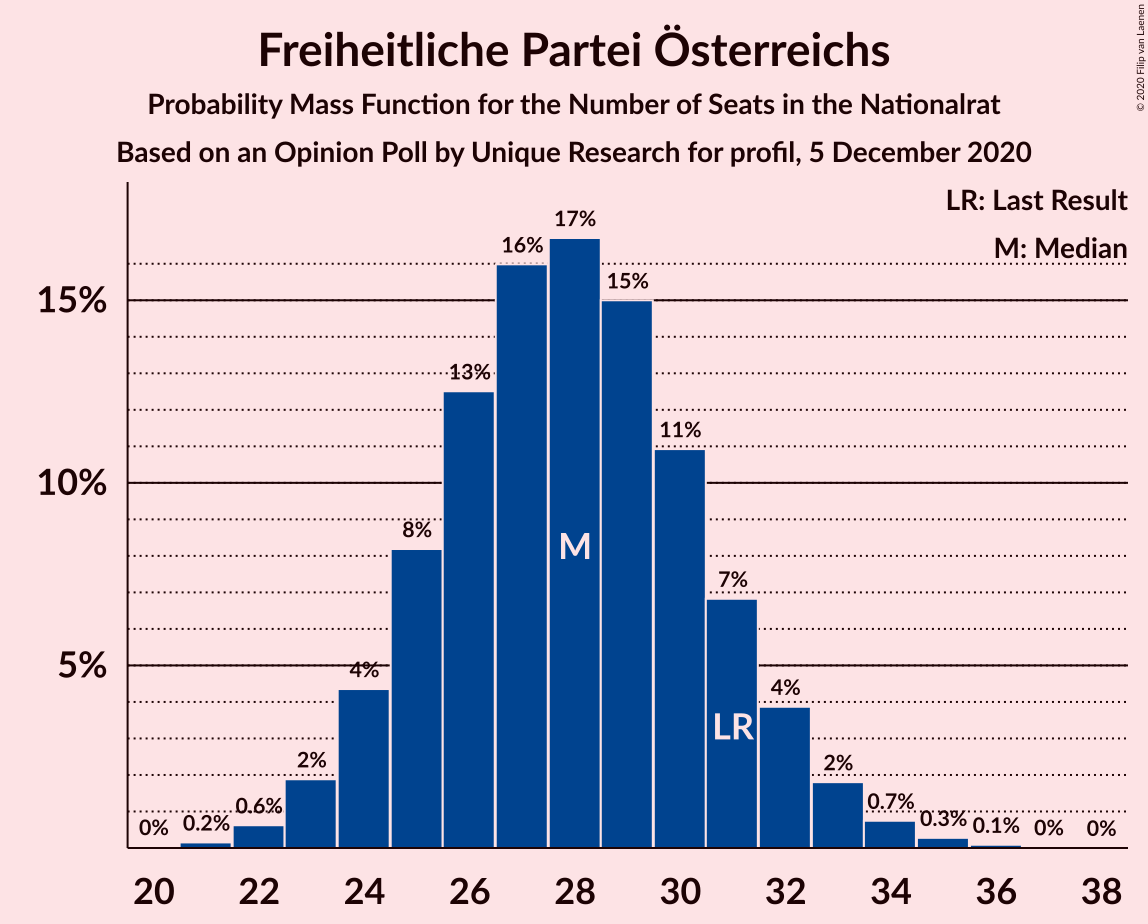 Freiheitliche Partei Österreichs
Probability Mass Function for the Number of Seats in the Nationalrat
Based on an Opinion Poll by Unique Research for profil, 5 December 2020
© 2020 Filip van Laenen
LR: Last Result
M: Median
15%
10%
5%
0%
0.2%
0.6%
2%
4%
8%
13%
16%
17%
15%
11%
7%
4%
2%
0.7%
0.3%
0.1%
0%
0%
M
LR
20 22 24 26 28 30 32 34 36 38